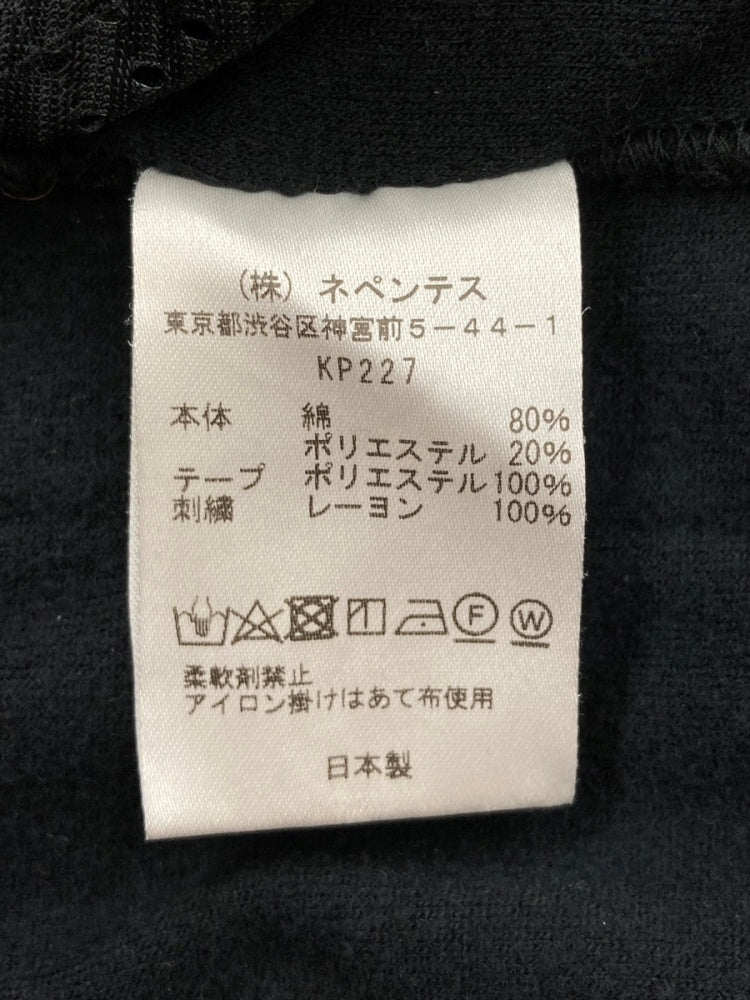 (株) ネペンテス
東京都渋谷区神宮前5-44-1
KP227
本体 綿 80%
ポリエステル 20%
テープ ポリエステル 100%
刺繍 レーヨン 100%
F W
柔軟剤禁止
アイロン掛けはあて布使用
日本製